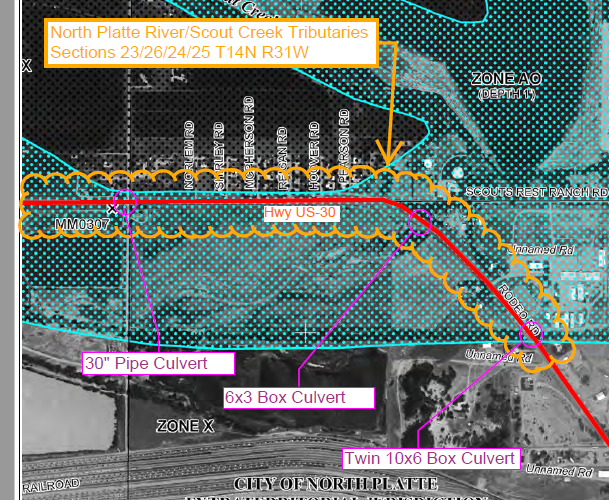 North Platte River/Scout Creek Tributaries
Sections 23/26/24/25 T14N R31W
X
ZONE AO
(DEPTH 1')
NORLEM RD
SHIRLEY RD
MCPHERSON RD
REAGAN RD
HOOVER RD
PEARSON RD
SCOUTS REST RANCH RD
Hwy US-30
X
MM0307
Unnamed Rd
RODEO RD
30" Pipe Culvert
Unnamed Rd
6x3 Box Culvert
ZONE X
Twin 10x6 Box Culvert
Unnamed Rd
RAILROAD
CITY OF NORTH PLATTE